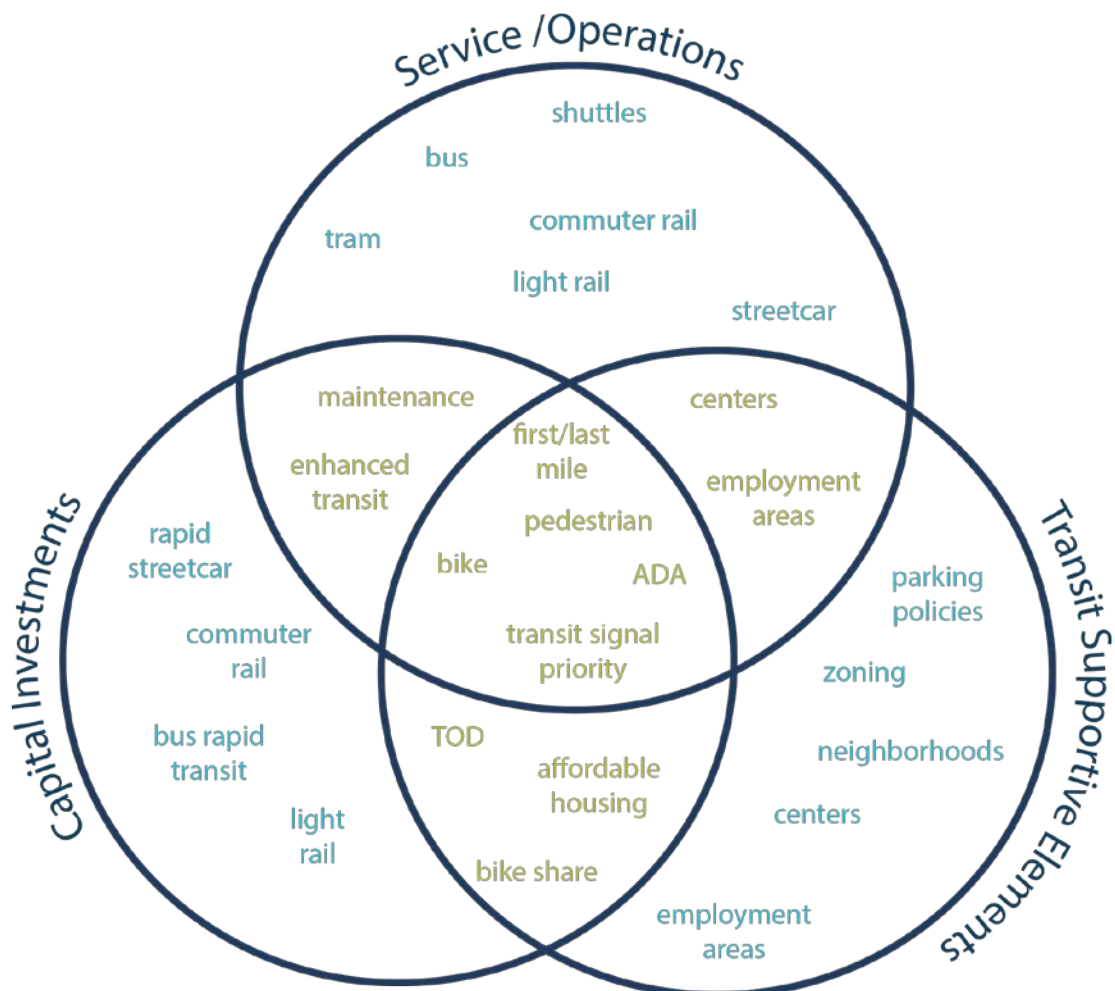 Service /Operations
shuttles
bus
commuter rail
tram
light rail
streetcar
maintenance
centers
first/last
mile
enhanced
transit
employment
areas
pedestrian
bike
ADA
transit signal
priority
Capital Investments
rapid
streetcar
commuter
rail
bus rapid
transit
light
rail
TOD
affordable
housing
bike share
Transit Supportive Elements
parking
policies
zoning
neighborhoods
centers
employment
areas